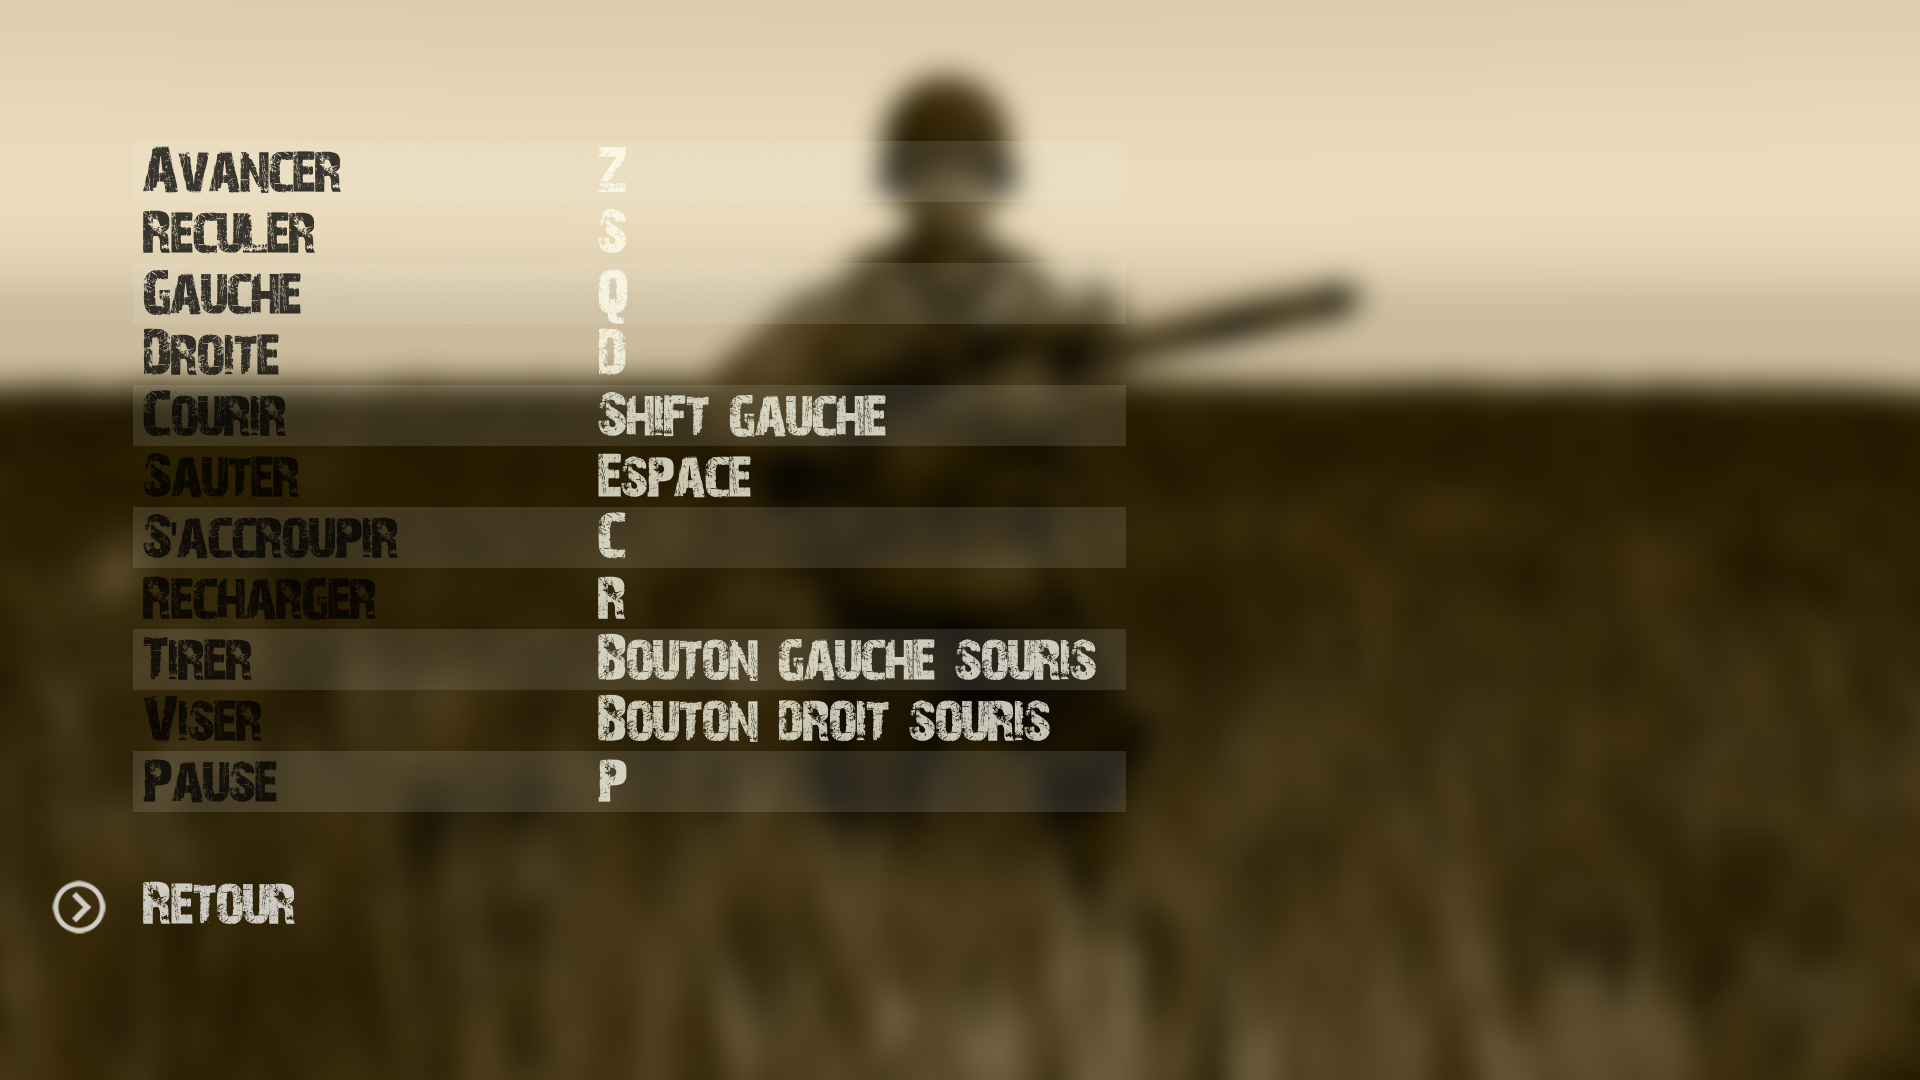 Avancer Z
Reculer S
Gauche Q
Droite D
Courir Shift gauche
Sauter Espace
S'accroupir C
Recharger R
Tirer Bouton gauche souris
Viser Bouton droit souris
Pause P
Retour